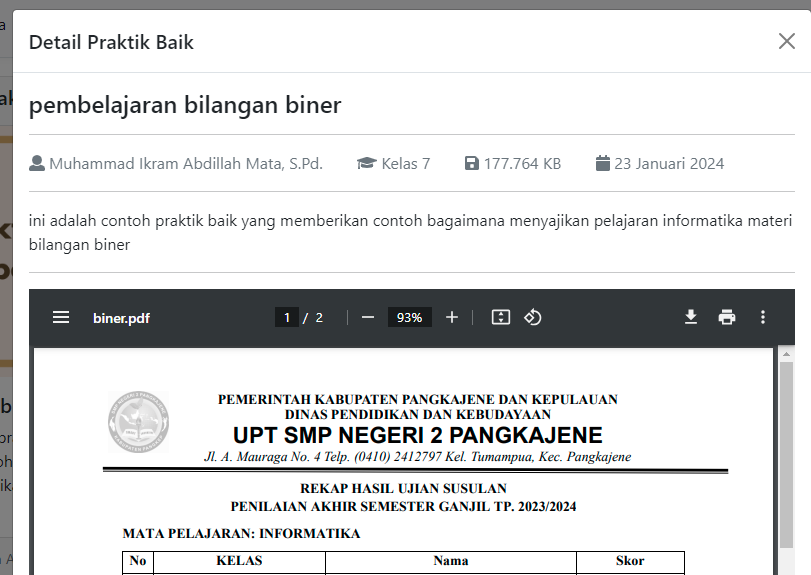 Detail Praktik Baik
pembelajaran bilangan biner
Muhammad Ikram Abdillah Mata, S.Pd. Kelas 7 177.764 KB 23 Januari 2024
ini adalah contoh praktik baik yang memberikan contoh bagaimana menyajikan pelajaran informatika materi
bilangan biner
biner.pdf 1 / 2 93%
PEMERINTAH KABUPATEN PANGKAJENE DAN KEPULAUAN
DINAS PENDIDIKAN DAN KEBUDAYAAN
UPT SMP NEGERI 2 PANGKAJENE
Jl. A. Mauraga No. 4 Telp. (0410) 2412797 Kel. Tumampua, Kec. Pangkajene
REKAP HASIL UJIAN SUSULAN
PENILAIAN AKHIR SEMESTER GANJIL TP. 2023/2024
MATA PELAJARAN: INFORMATIKA
No KELAS Nama Skor